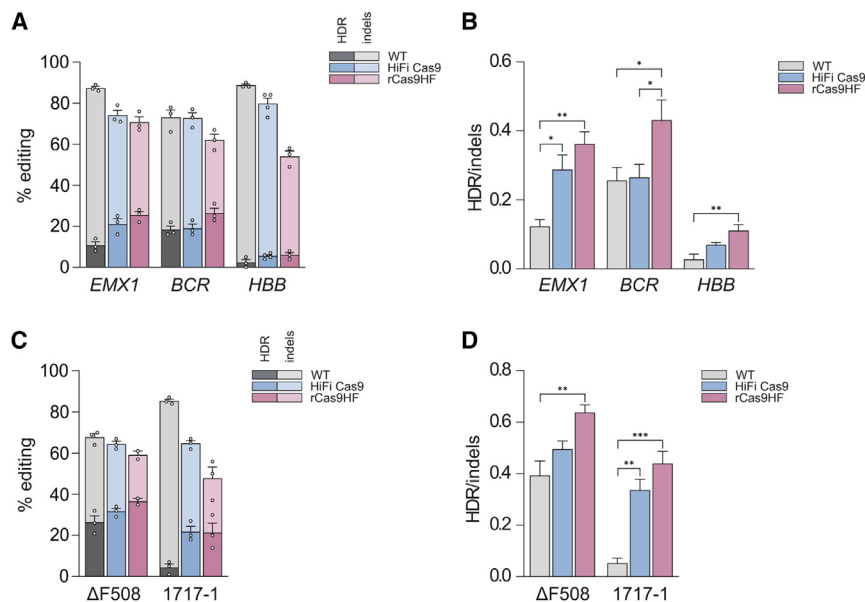 A
HDR
indels
WT
HiFi Cas9
rCas9HF
% editing
100
80
60
40
20
0
EMX1 BCR HBB
B
WT
HiFi Cas9
rCas9HF
HDR/indels
0.6
0.4
0.2
0.0
*
*
**
*
**
EMX1 BCR HBB
C
HDR
indels
WT
HiFi Cas9
rCas9HF
% editing
100
80
60
40
20
0
ΔF508 1717-1
D
WT
HiFi Cas9
rCas9HF
HDR/indels
0.8
0.6
0.4
0.2
0.0
**
***
**
ΔF508 1717-1